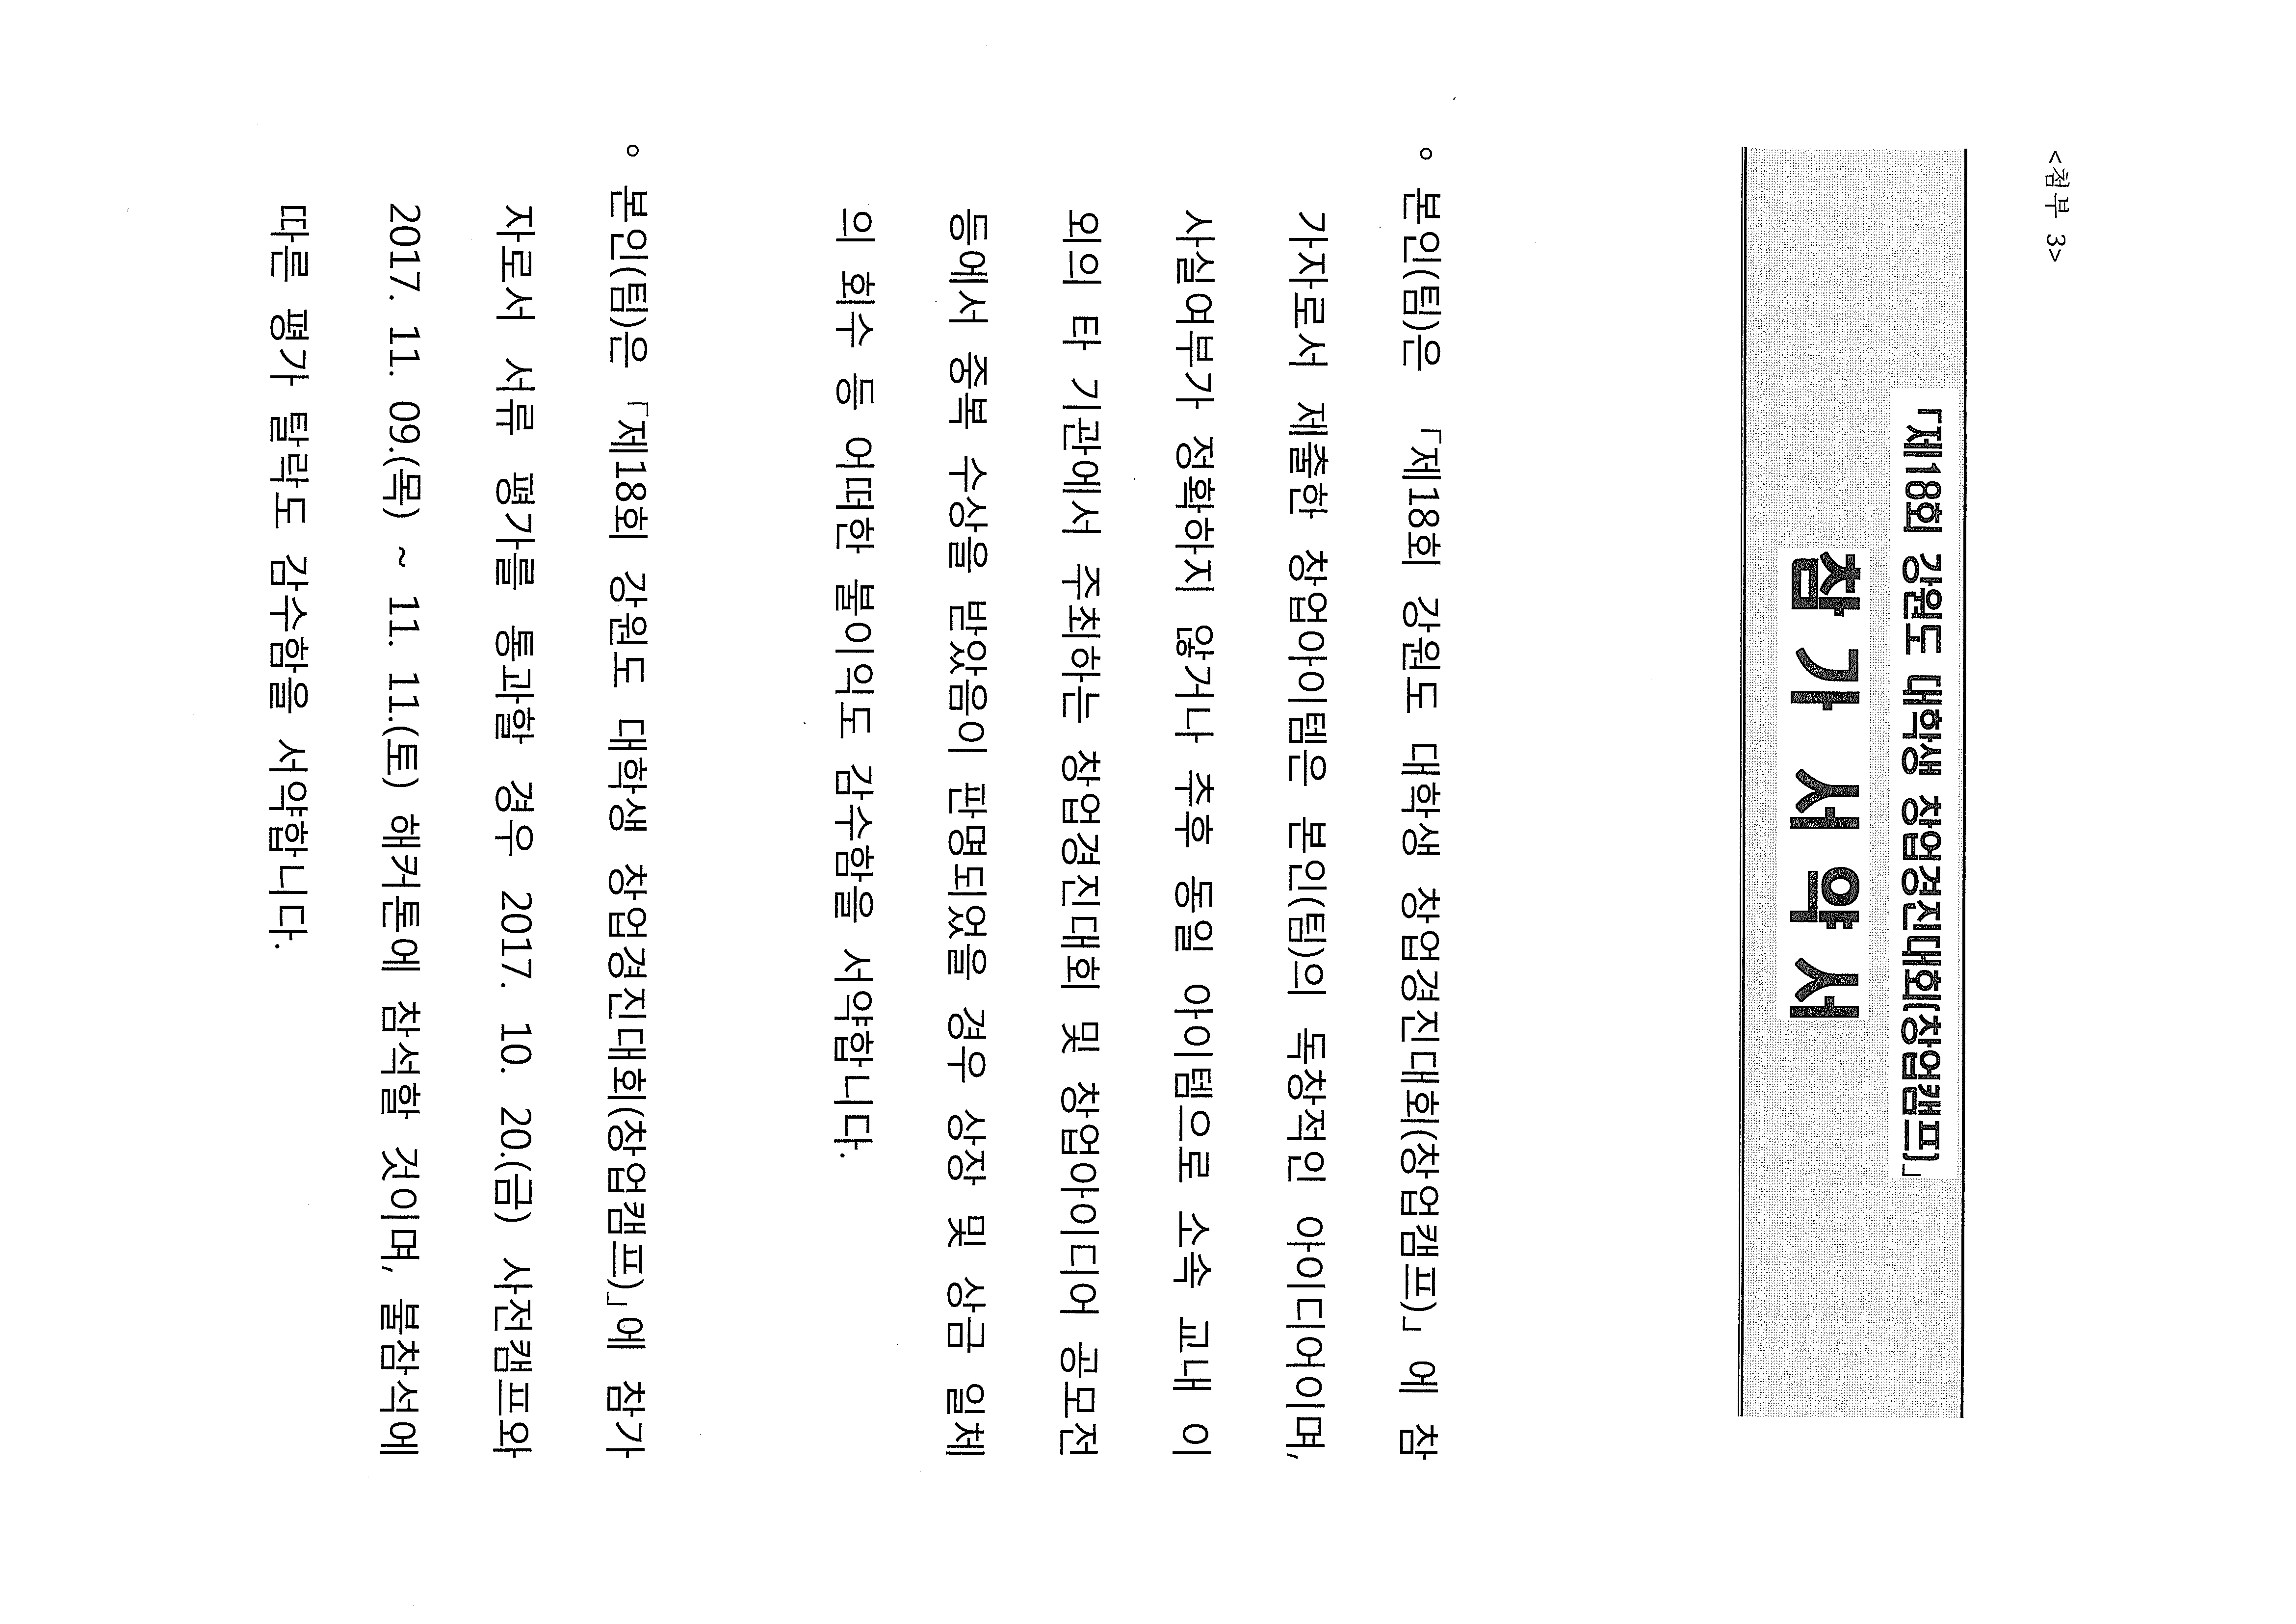 <첨부 3>
「제18회 강원도 대학생 창업경진대회(창업캠프)」
참 가 서 약 서
◦ 본인(팀)은 「제18회 강원도 대학생 창업경진대회(창업캠프)」 에 참
가자로서 제출한 창업아이템은 본인(팀)의 독창적인 아이디어이며,
사실여부가 정확하지 않거나 추후 동일 아이템으로 소속 교내 이
외의 타 기관에서 주최하는 창업경진대회 및 창업아이디어 공모전
등에서 중복 수상을 받았음이 판명되었을 경우 상장 및 상금 일체
의 회수 등 어떠한 불이익도 감수함을 서약합니다.
◦ 본인(팀)은 「제18회 강원도 대학생 창업경진대회(창업캠프)」에 참가
자로서 서류 평가를 통과할 경우 2017. 10. 20.(금) 사전캠프와
2017. 11. 09.(목) ~ 11. 11.(토) 해커톤에 참석할 것이며, 불참석에
따른 평가 탈락도 감수함을 서약합니다.